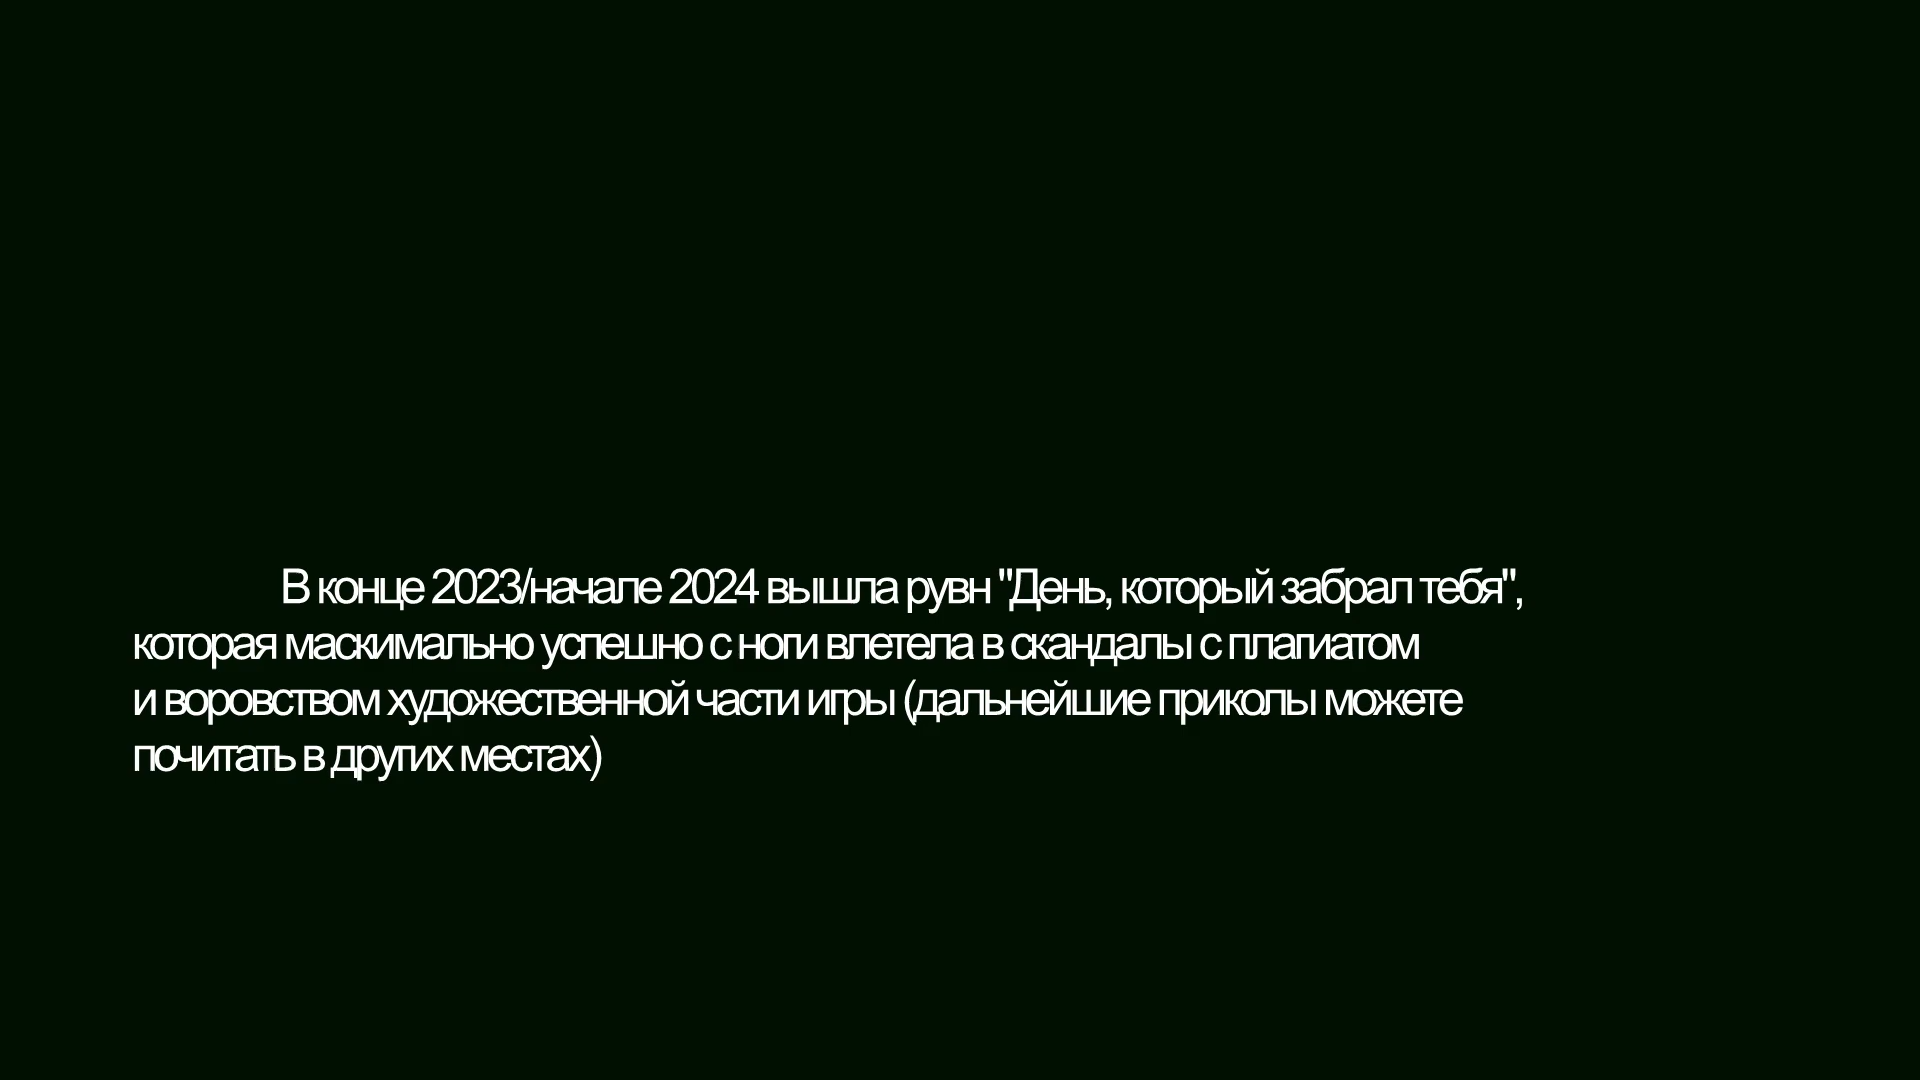 В конце 2023/начале 2024 вышла рувн "День, который забрал тебя",
которая маскимально успешно с ноги влетела в скандалы с плагиатом
и воровством художественной части игры (дальнейшие приколы можете
почитать в других местах)